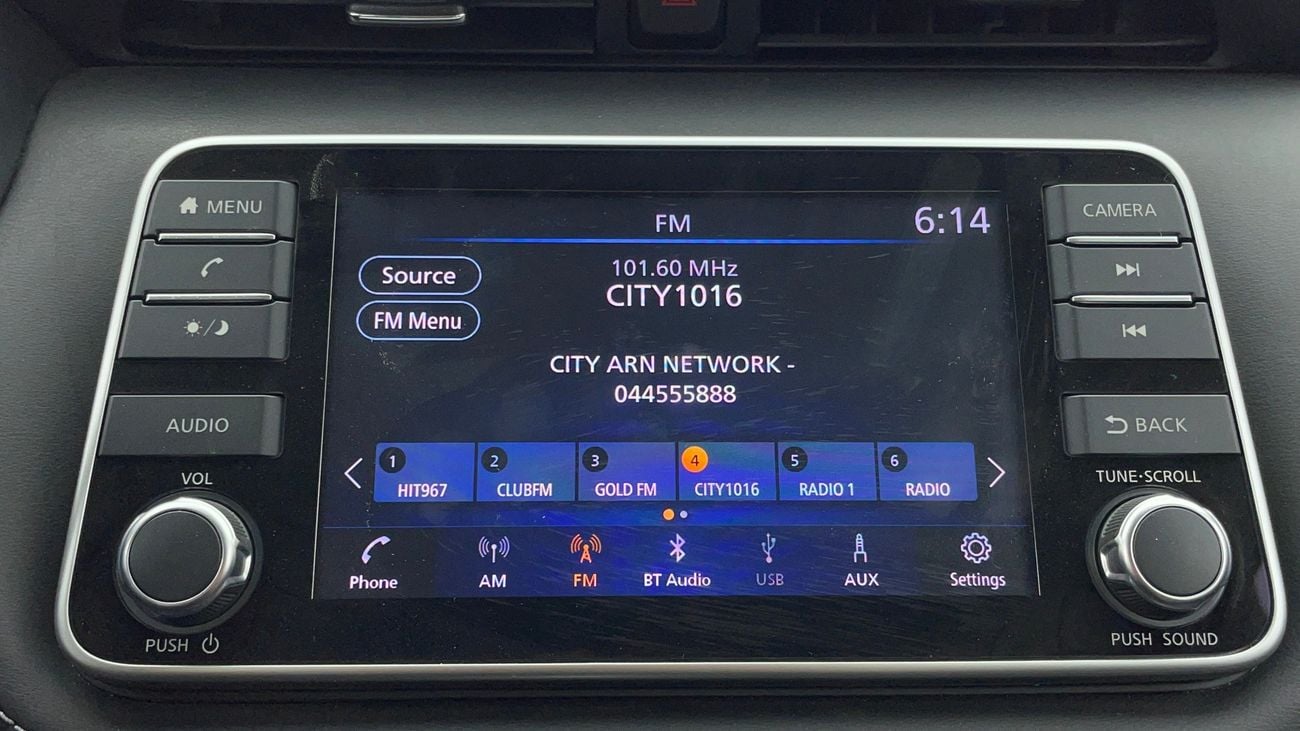 MENU
AUDIO
VOL
PUSH
FM
6:14
Source
FM Menu
101.60 MHz
CITY1016
CITY ARN NETWORK -
044555888
1 2 3 4 5 6
HIT967 CLUBFM GOLD FM CITY1016 RADIO 1 RADIO
Phone AM FM BT Audio USB AUX Settings
CAMERA
BACK
TUNE·SCROLL
PUSH SOUND